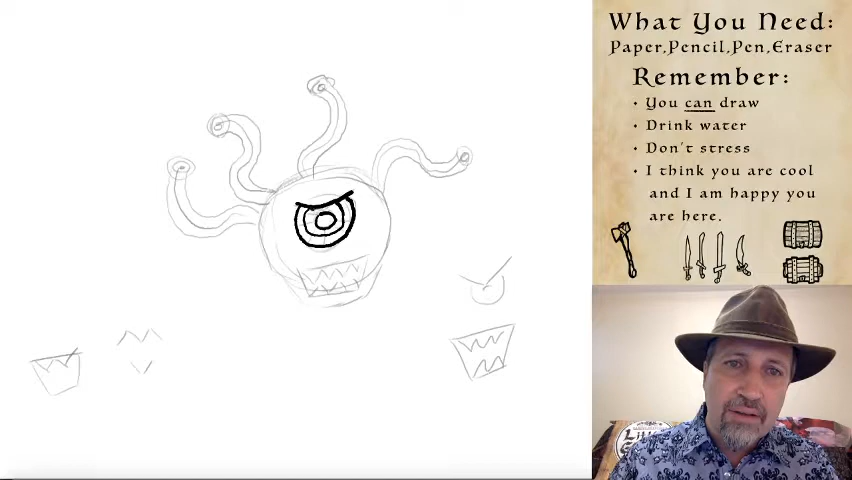 What You Need:
Paper,Pencil,Pen,Eraser
Remember:
• You can draw
• Drink water
• Don't stress
• I think you are cool
and I am happy you
are here.